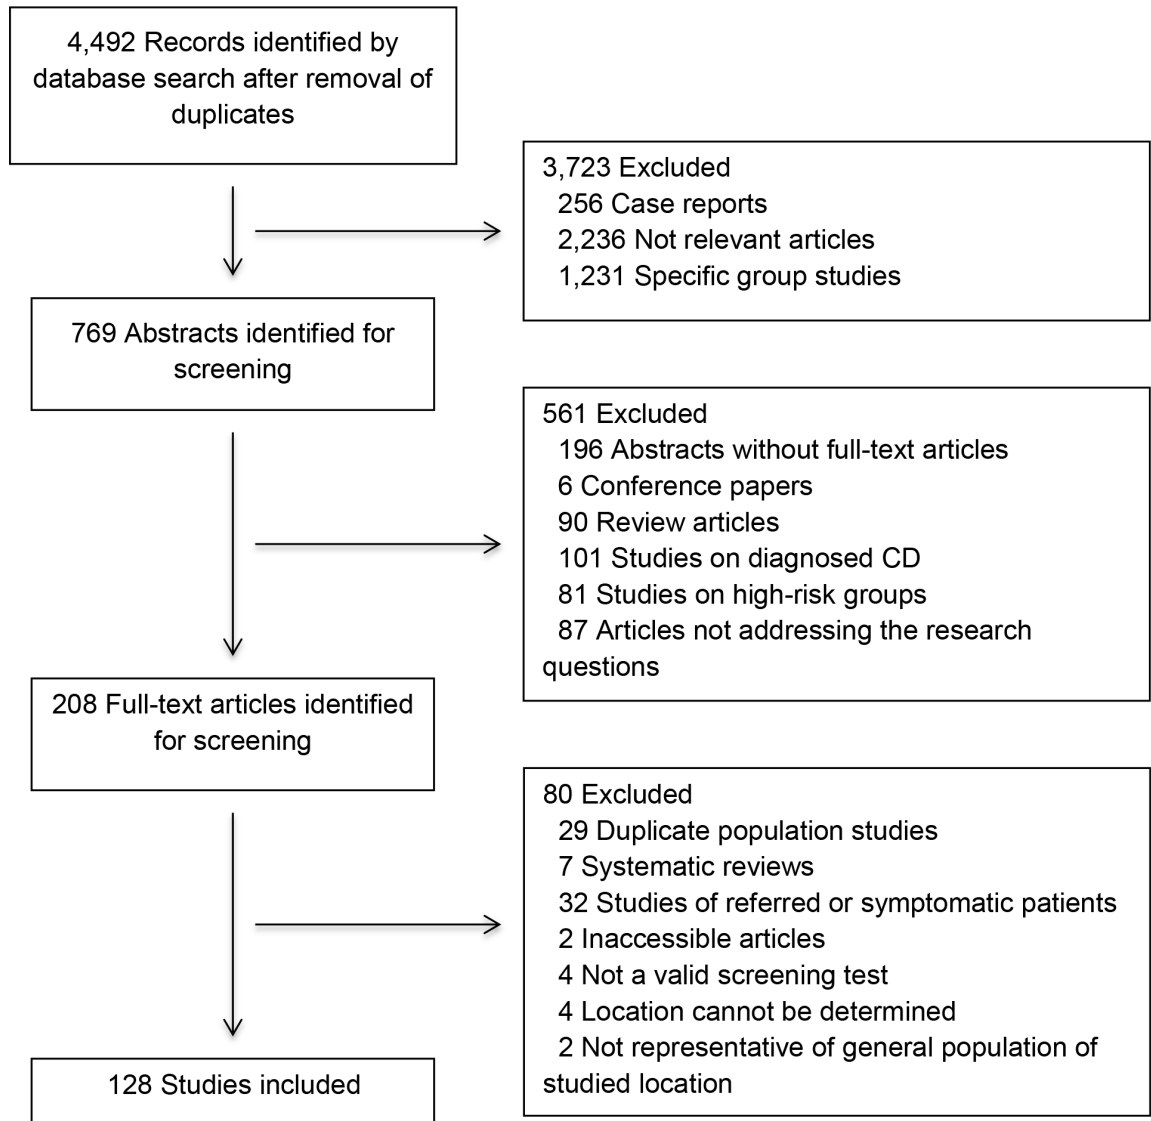 4,492 Records identified by
database search after removal of
duplicates
3,723 Excluded
256 Case reports
2,236 Not relevant articles
1,231 Specific group studies
769 Abstracts identified for
screening
561 Excluded
196 Abstracts without full-text articles
6 Conference papers
90 Review articles
101 Studies on diagnosed CD
81 Studies on high-risk groups
87 Articles not addressing the research
questions
208 Full-text articles identified
for screening
80 Excluded
29 Duplicate population studies
7 Systematic reviews
32 Studies of referred or symptomatic patients
2 Inaccessible articles
4 Not a valid screening test
4 Location cannot be determined
2 Not representative of general population of
studied location
128 Studies included